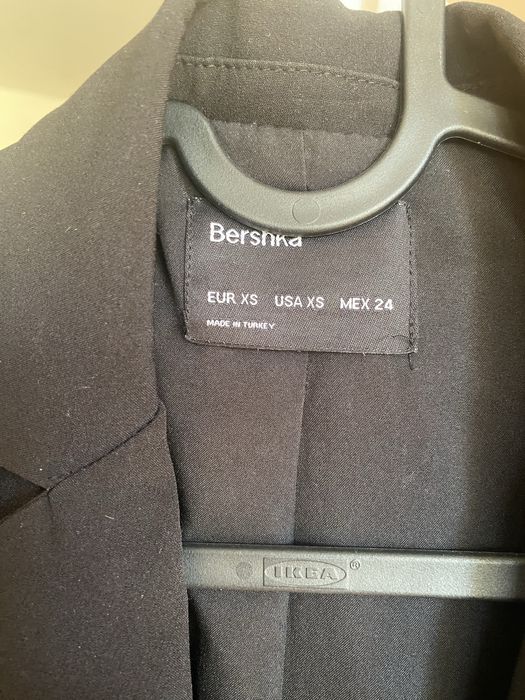 Bershka
EUR XS USA XS MEX 24
MADE IN TURKEY
IKEA®